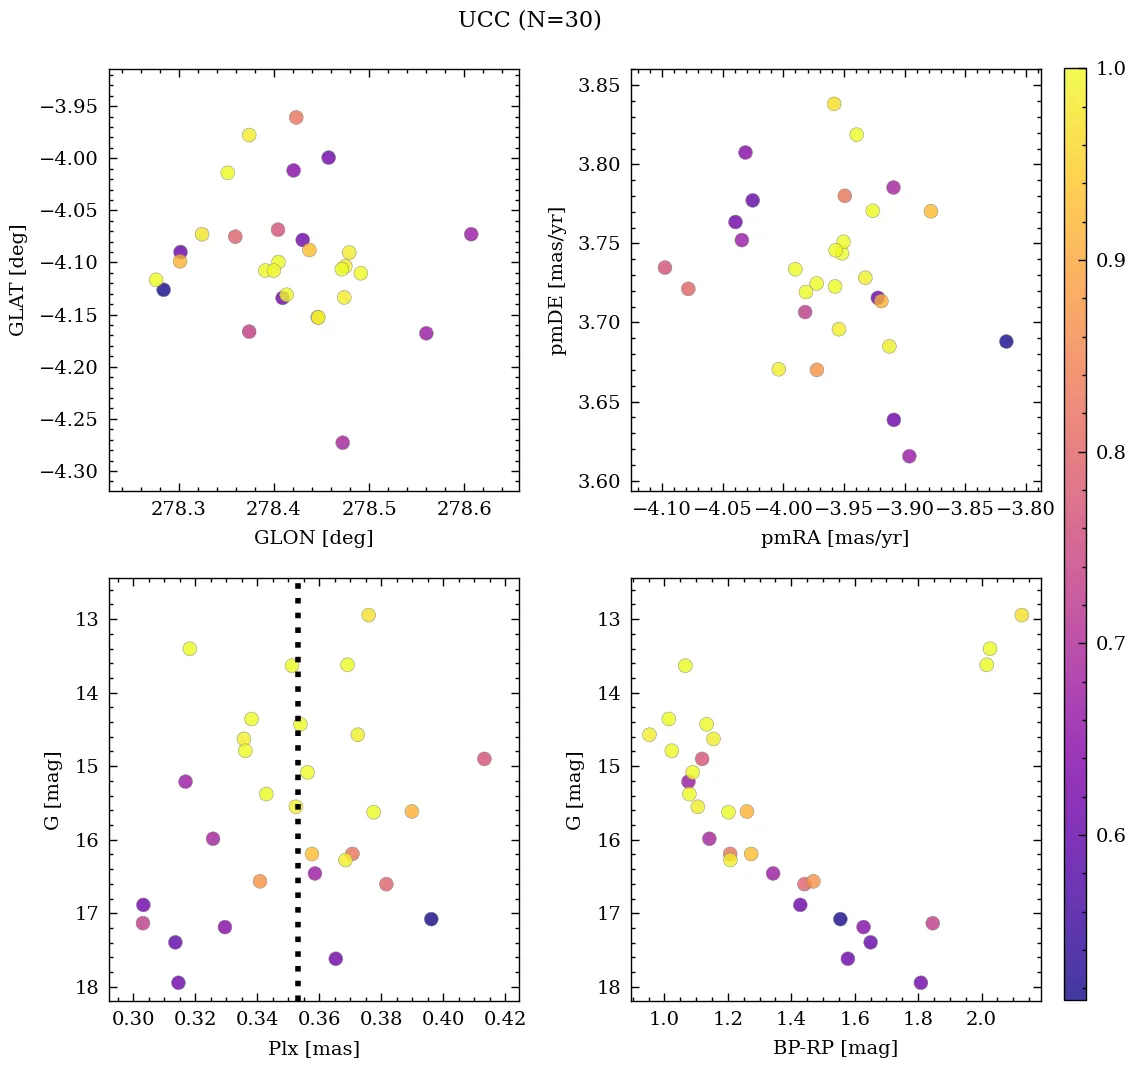 UCC (N=30)
−3.95
−4.00
−4.05
−4.10
−4.15
−4.20
−4.25
−4.30
GLAT [deg]
278.3 278.4 278.5 278.6
GLON [deg]
3.85
3.80
3.75
3.70
3.65
3.60
pmDE [mas/yr]
−4.10 −4.05 −4.00 −3.95 −3.90 −3.85 −3.80
pmRA [mas/yr]
13
14
15
16
17
18
G [mag]
0.30 0.32 0.34 0.36 0.38 0.40 0.42
Plx [mas]
13
14
15
16
17
18
G [mag]
1.0 1.2 1.4 1.6 1.8 2.0
BP-RP [mag]
1.0
0.9
0.8
0.7
0.6